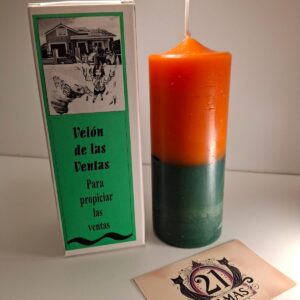 Velón
de las
Ventas
Para
propiciar
las
ventas
21